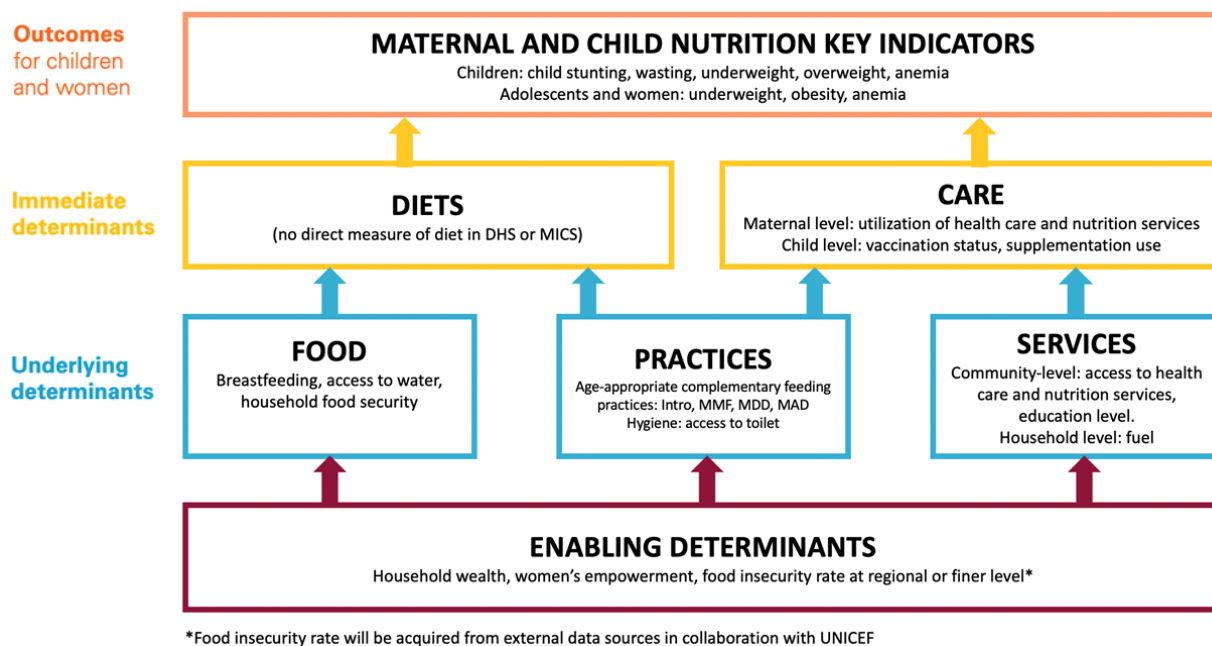 Outcomes
for children
and women
MATERNAL AND CHILD NUTRITION KEY INDICATORS
Children: child stunting, wasting, underweight, overweight, anemia
Adolescents and women: underweight, obesity, anemia
Immediate
determinants
DIETS
(no direct measure of diet in DHS or MICS)
CARE
Maternal level: utilization of health care and nutrition services
Child level: vaccination status, supplementation use
Underlying
determinants
FOOD
Breastfeeding, access to water,
household food security
PRACTICES
Age-appropriate complementary feeding
practices: Intro, MMF, MDD, MAD
Hygiene: access to toilet
SERVICES
Community-level: access to health
care and nutrition services,
education level.
Household level: fuel
ENABLING DETERMINANTS
Household wealth, women’s empowerment, food insecurity rate at regional or finer level*
*Food insecurity rate will be acquired from external data sources in collaboration with UNICEF